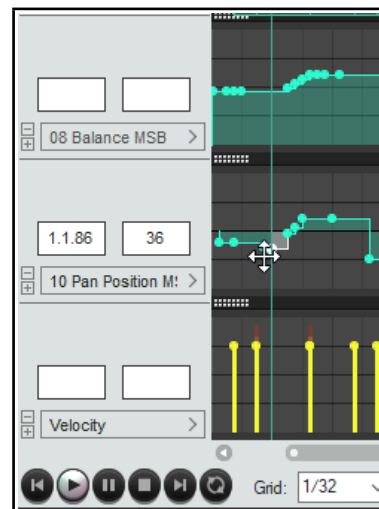 08 Balance MSB
1.1.86 36
10 Pan Position M:
Velocity
Grid: 1/32